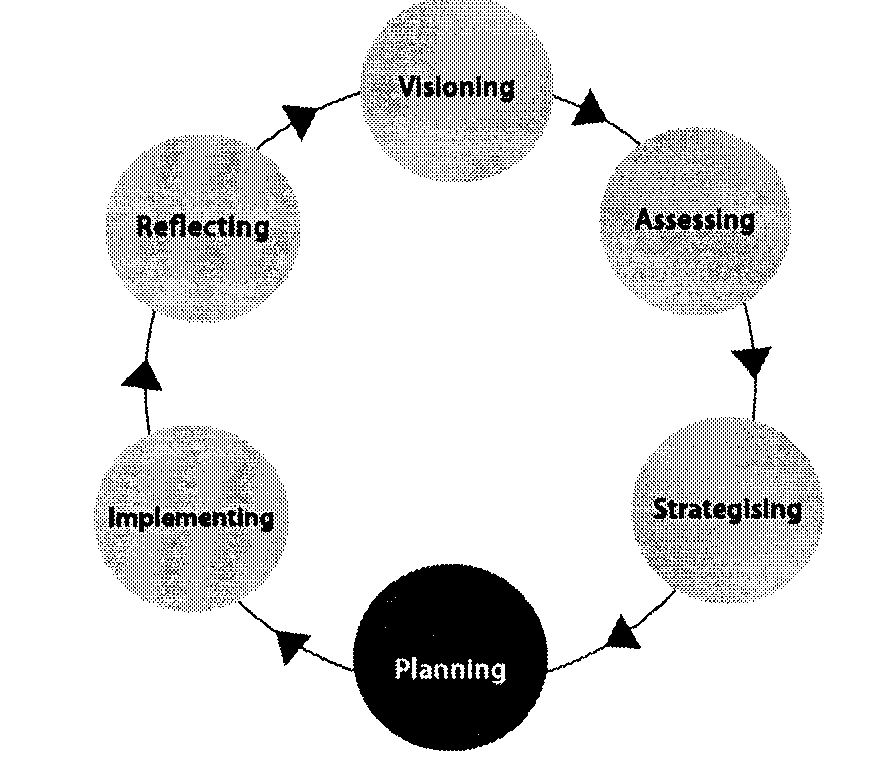 Visioning
Assessing
Strategising
Planning
Implementing
Reflecting